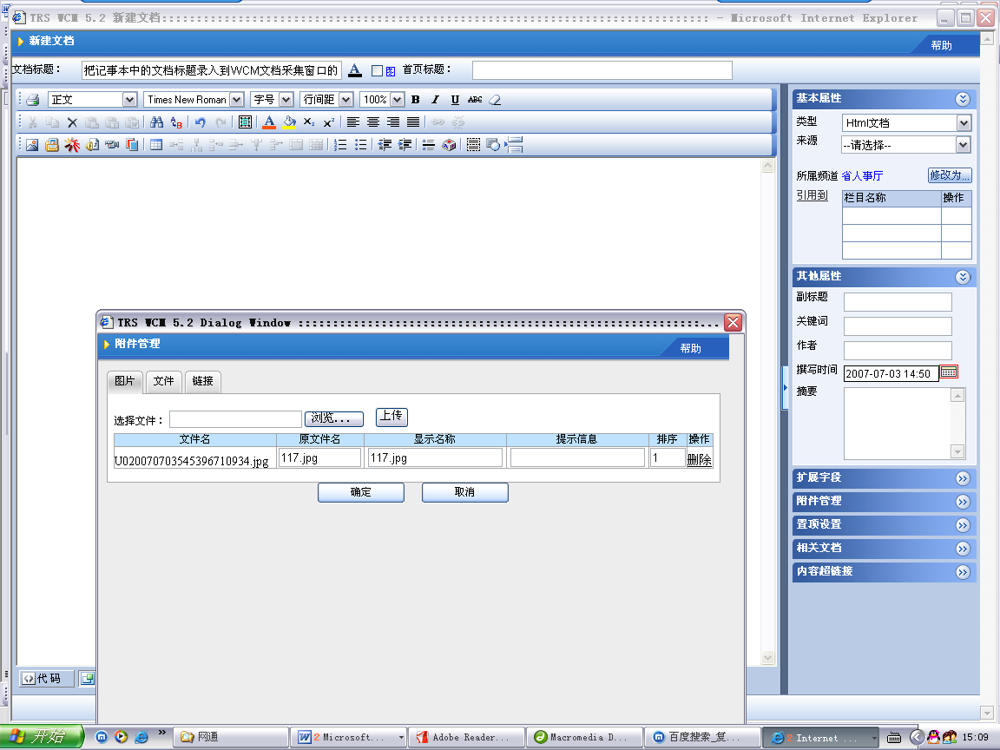 TRS WCM 5.2 新建文档:::::::::::::::::::::::::::::::::::::::::::::::::::::::::::::::::::::::::::::::: - Microsoft Internet Explorer
新建文档
帮助
文档标题： 把记事本中的文档标题录入到WCM文档采集窗口的 A 图 首页标题：
正文 Times New Roman 字号 行间距 100% B I U ABC
基本属性
类型 Html文档
来源 --请选择--
所属频道 省人事厅 修改为...
引用到 栏目名称 操作
其他属性
副标题
关键词
作者
撰写时间 2007-07-03 14:50
摘要
扩展字段
附件管理
置顶设置
相关文档
内容超链接
TRS WCM 5.2 Dialog Window ::::::::::::::::::::::::::::::::::::::::::::::::::::::::::::...
附件管理
帮助
图片 文件 链接
选择文件： 浏览... 上传
文件名 原文件名 显示名称 提示信息 排序 操作
U020070703545396710934.jpg 117.jpg 117.jpg 1 删除
确定 取消
代码
开始 网通 2 Microsoft... Adobe Reader... Macromedia D... 百度搜索_复... Internet ... 15:09